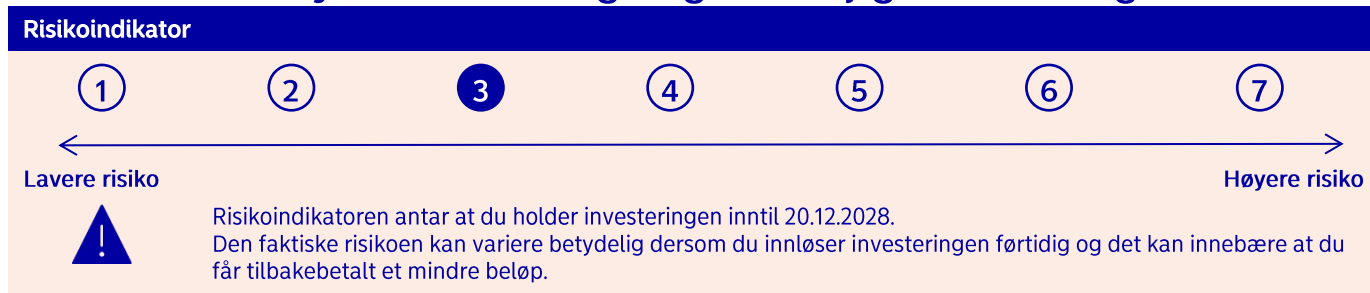 Risikoindikator
1 2 3 4 5 6 7
Lavere risiko Høyere risiko
Risikoindikatoren antar at du holder investeringen inntil 20.12.2028.
Den faktiske risikoen kan variere betydelig dersom du innløser investeringen førtidig og det kan innebære at du
får tilbakebetalt et mindre beløp.